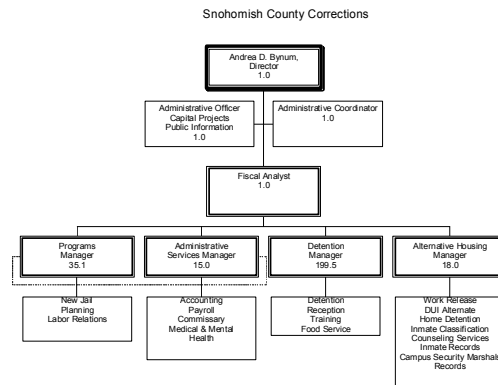 Snohomish County Corrections
Andrea D. Bynum,
Director
1.0
Administrative Officer
Capital Projects
Public Information
1.0
Administrative Coordinator
1.0
Fiscal Analyst
1.0
Programs
Manager
35.1
Administrative
Services Manager
15.0
Detention
Manager
199.5
Alternative Housing
Manager
18.0
New Jail
Planning
Labor Relations
Accounting
Payroll
Commissary
Medical & Mental
Health
Detention
Reception
Training
Food Service
Work Release
DUI Alternate
Home Detention
Inmate Classification
Counseling Services
Inmate Records
Campus Security Marshals
Records